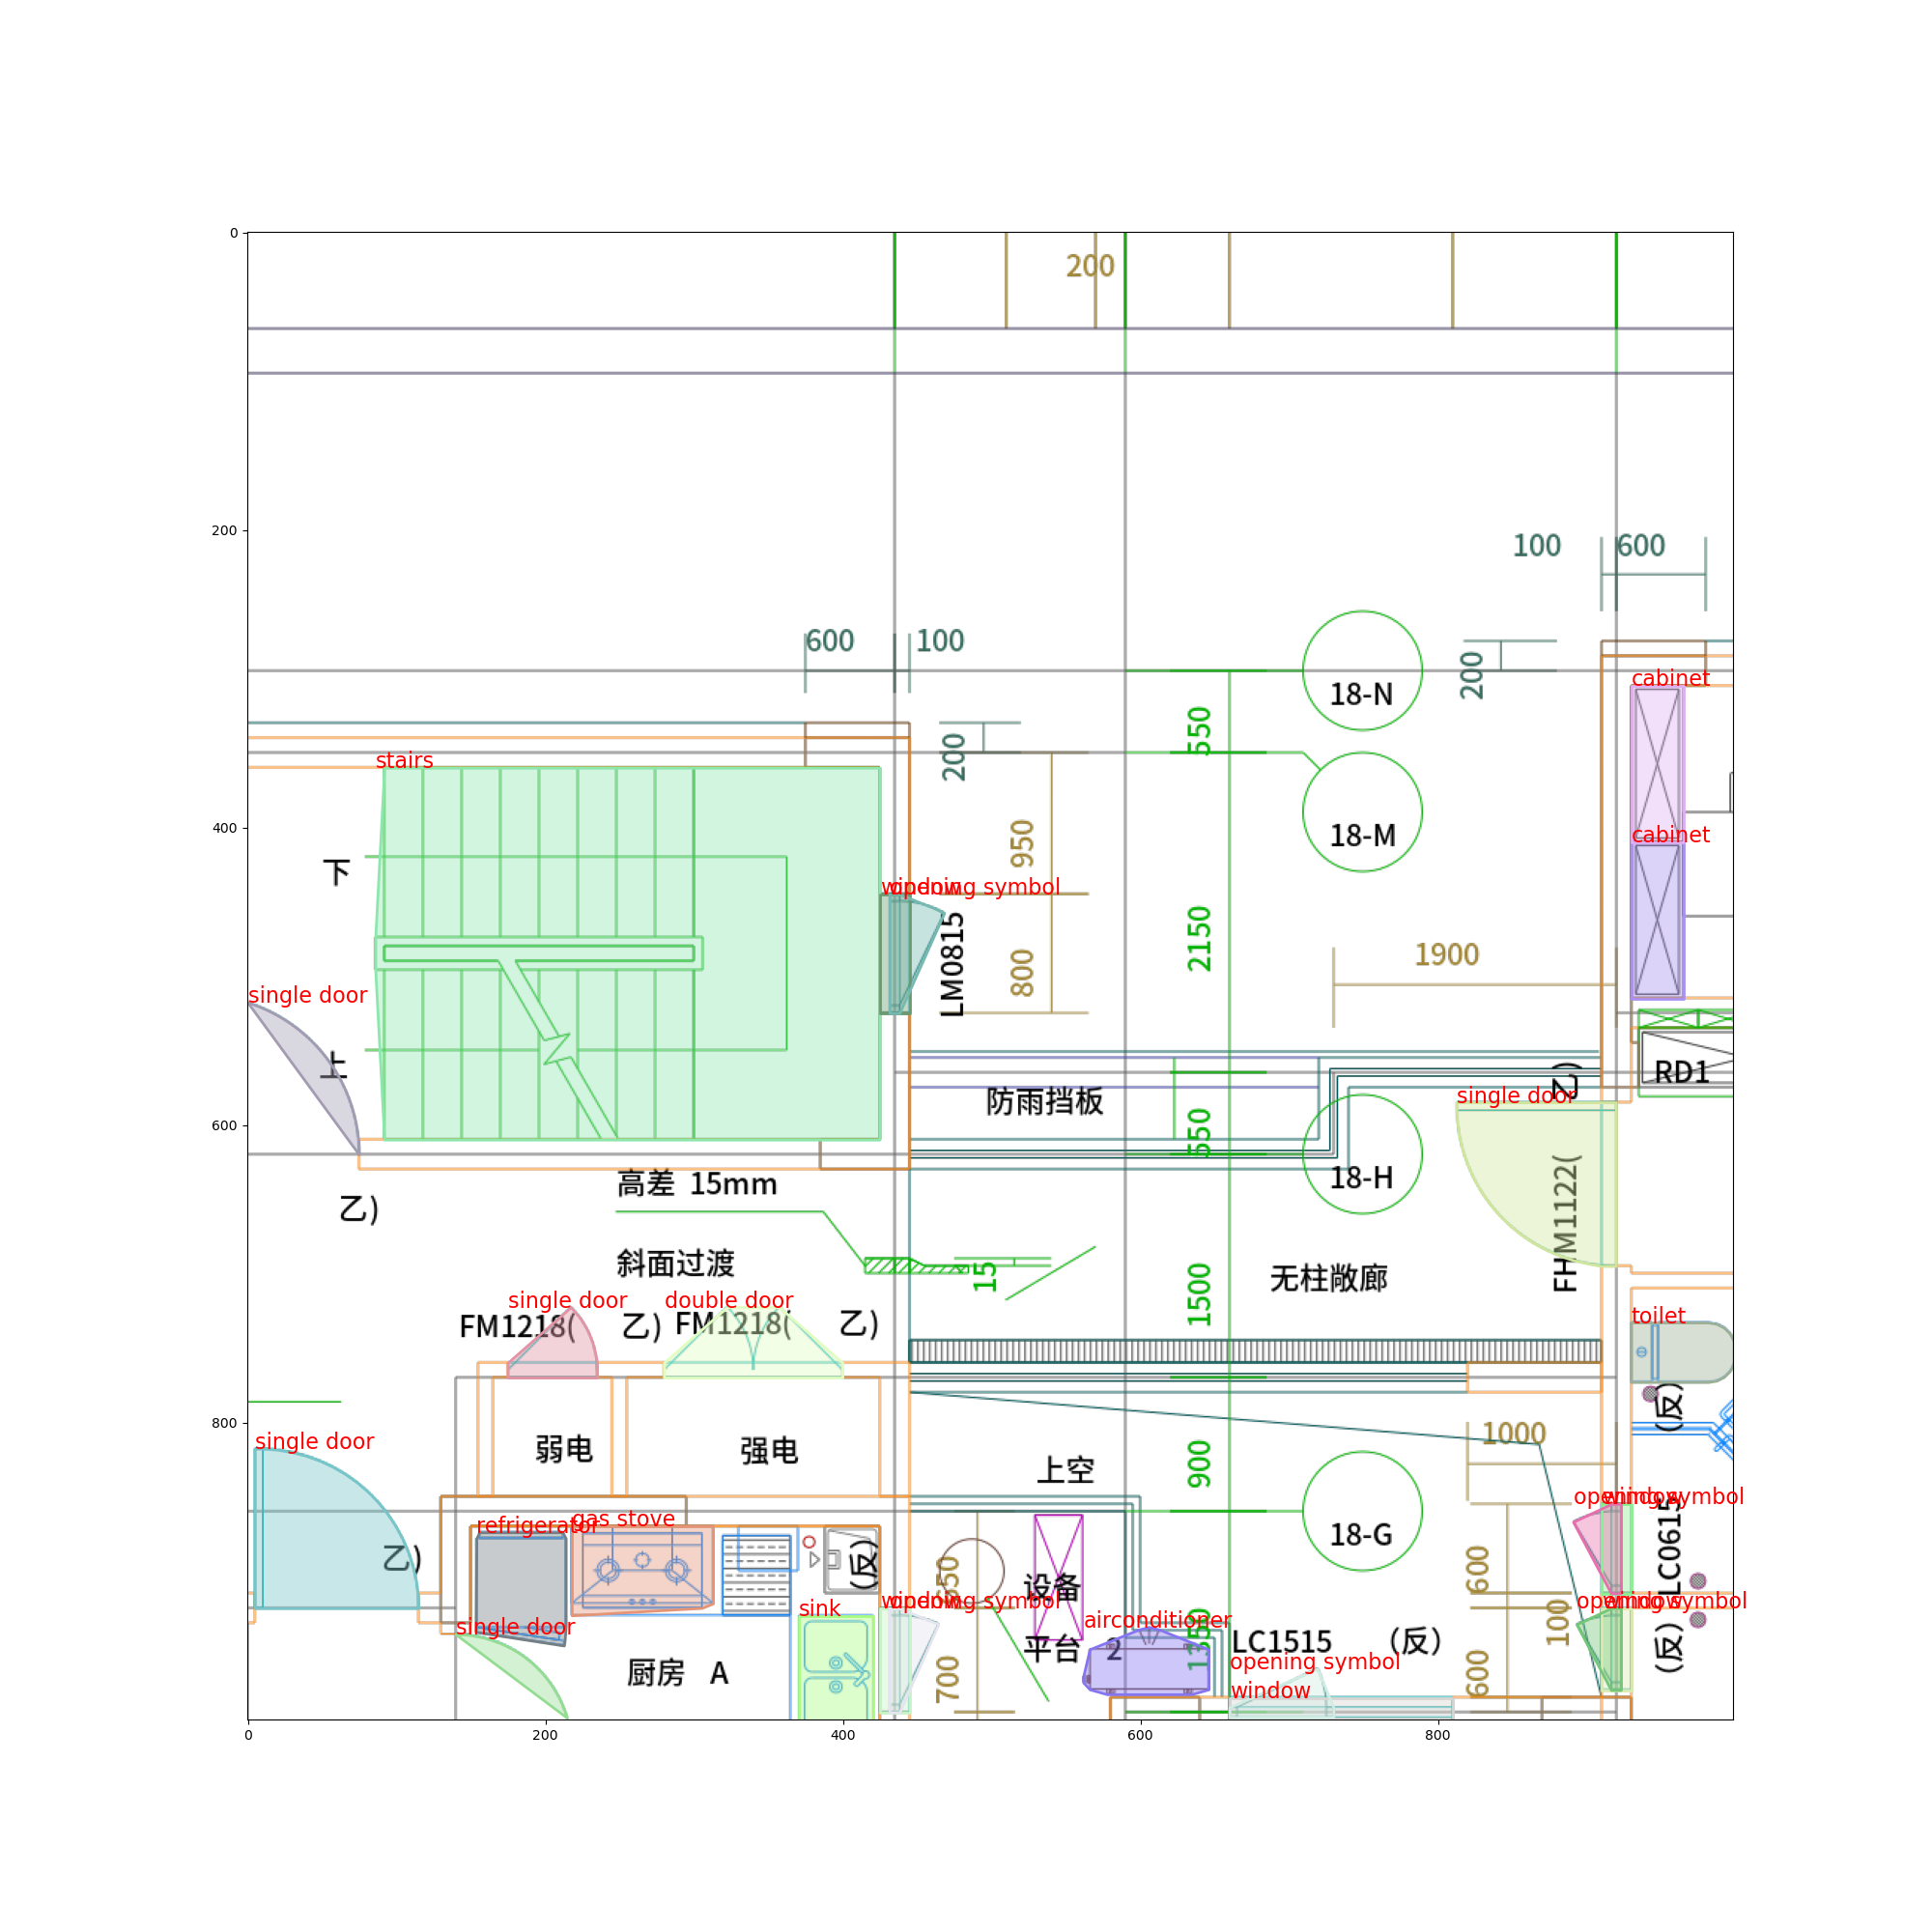 0
200
200
100
600
600
100
200
18-N
cabinet
550
200
stairs
400
18-M
cabinet
950
下
window
opening symbol
LM0815
2150
1900
800
single door
上
RD1
防雨挡板
乙)
single door
600
550
18-H
高差 15mm
FHM1122(
乙)
斜面过渡
15
1500
无柱敞廊
single door
double door
toilet
FM1218(
乙)
FM1218(
乙)
(反)
800
1000
single door
弱电
强电
上空
900
opening symbol
window
refrigerator
gas stove
18-G
LC0615
乙)
(反)
650
设备
600
window
opening symbol
opening symbol
window
sink
airconditioner
100
single door
1350
平台
2
LC1515
(反)
(反)
厨房 A
700
opening symbol
600
window
0
200
400
600
800